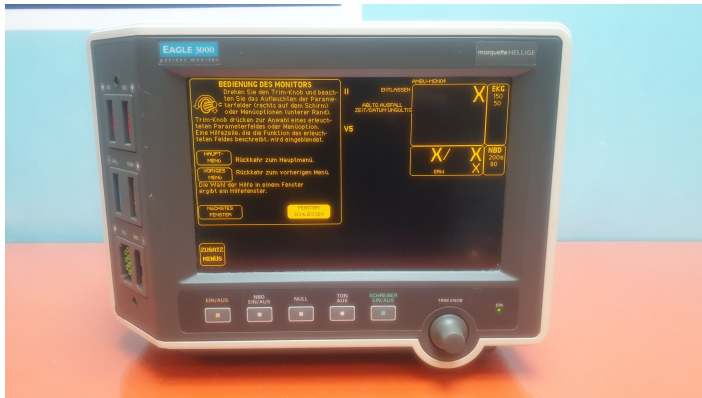 EAGLE 3000
patient monitor
marquette HELLIGE
BEDIENUNG DES MONITORS
Drehen Sie den Trim-Knob und beach-
ten Sie das Aufleuchten der Parame-
terfelder (rechts auf dem Schirm)
oder Menüoptionen (unterer Rand).
Trim-Knob drücken zur Anwahl eines erleuch-
teten Parameterfeldes oder Menüoption.
Eine Hilfezeile, die die Funktion des erleuch-
teten Feldes beschreibt, wird eingeblendet.
HAUPT-
MENÜ
Rückkehr zum Hauptmenü.
VORIGES
MENÜ
Rückkehr zum vorherigen Menü.
Die Wahl der Hilfe in einem Fenster
ergibt ein Hilfefenster.
NÄCHSTES
FENSTER
FENSTER
SCHLIESSEN
ZUSATZ
MENÜS
II
V5
AMBU-MONDR
ENTLASSEN
ABLTG AUSFALL
ZEIT/DATUM UNGÜLTIG
X
EKG
150
50
X/ X
ERW X
NBD
200s
80
EIN/AUS
NBD
EIN/AUS
NULL
TON
AUS
SCHREIBER
EIN/AUS
TRIM KNOB
EIN